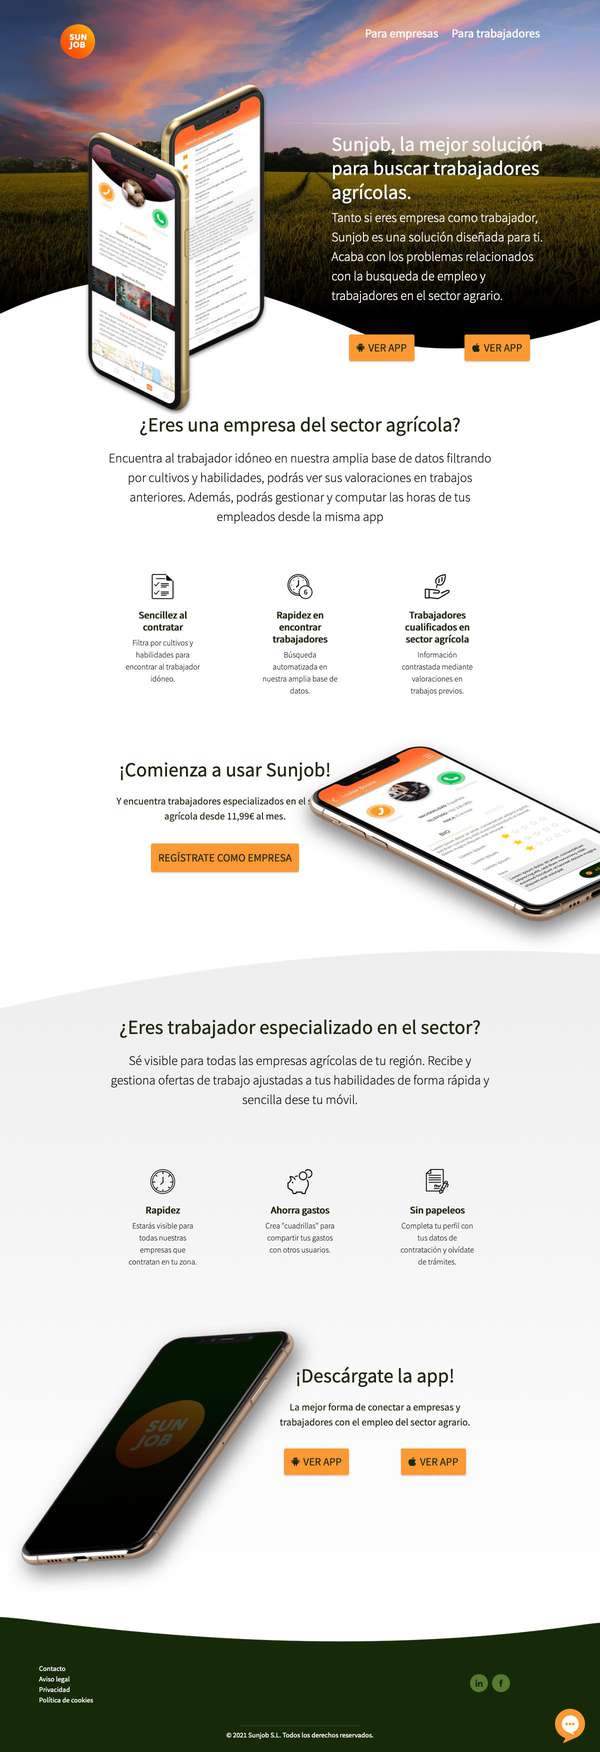 SUN
JOB
Para empresas
Para trabajadores
Sunjob, la mejor solución
para buscar trabajadores
agrícolas.
Tanto si eres empresa como trabajador,
Sunjob es una solución diseñada para ti.
Acaba con los problemas relacionados
con la busqueda de empleo y
trabajadores en el sector agrario.
VER APP
VER APP
¿Eres una empresa del sector agrícola?
Encuentra al trabajador idóneo en nuestra amplia base de datos filtrando
por cultivos y habilidades, podrás ver sus valoraciones en trabajos
anteriores. Además, podrás gestionar y computar las horas de tus
empleados desde la misma app
Sencillez al
contratar
Filtra por cultivos y
habilidades para
encontrar al trabajador
idóneo.
6
Rapidez en
encontrar
trabajadores
Búsqueda
automatizada en
nuestra amplia base de
datos.
Trabajadores
cualificados en
sector agrícola
Información
contrastada mediante
valoraciones en
trabajos previos.
¡Comienza a usar Sunjob!
Y encuentra trabajadores especializados en el
agrícola desde 11,99€ al mes.
REGÍSTRATE COMO EMPRESA
BIO
¿Eres trabajador especializado en el sector?
Sé visible para todas las empresas agrícolas de tu región. Recibe y
gestiona ofertas de trabajo ajustadas a tus habilidades de forma rápida y
sencilla dese tu móvil.
Rapidez
Estarás visible para
todas nuestras
empresas que
contratan en tu zona.
Ahorra gastos
Crea "cuadrillas" para
compartir tus gastos
con otros usuarios.
Sin papeleos
Completa tu perfil con
tus datos de
contratación y olvídate
de trámites.
SUN
JOB
¡Descárgate la app!
La mejor forma de conectar a empresas y
trabajadores con el empleo del sector agrario.
VER APP
VER APP
Contacto
Aviso legal
Privacidad
Política de cookies
in
f
© 2021 Sunjob S.L. Todos los derechos reservados.